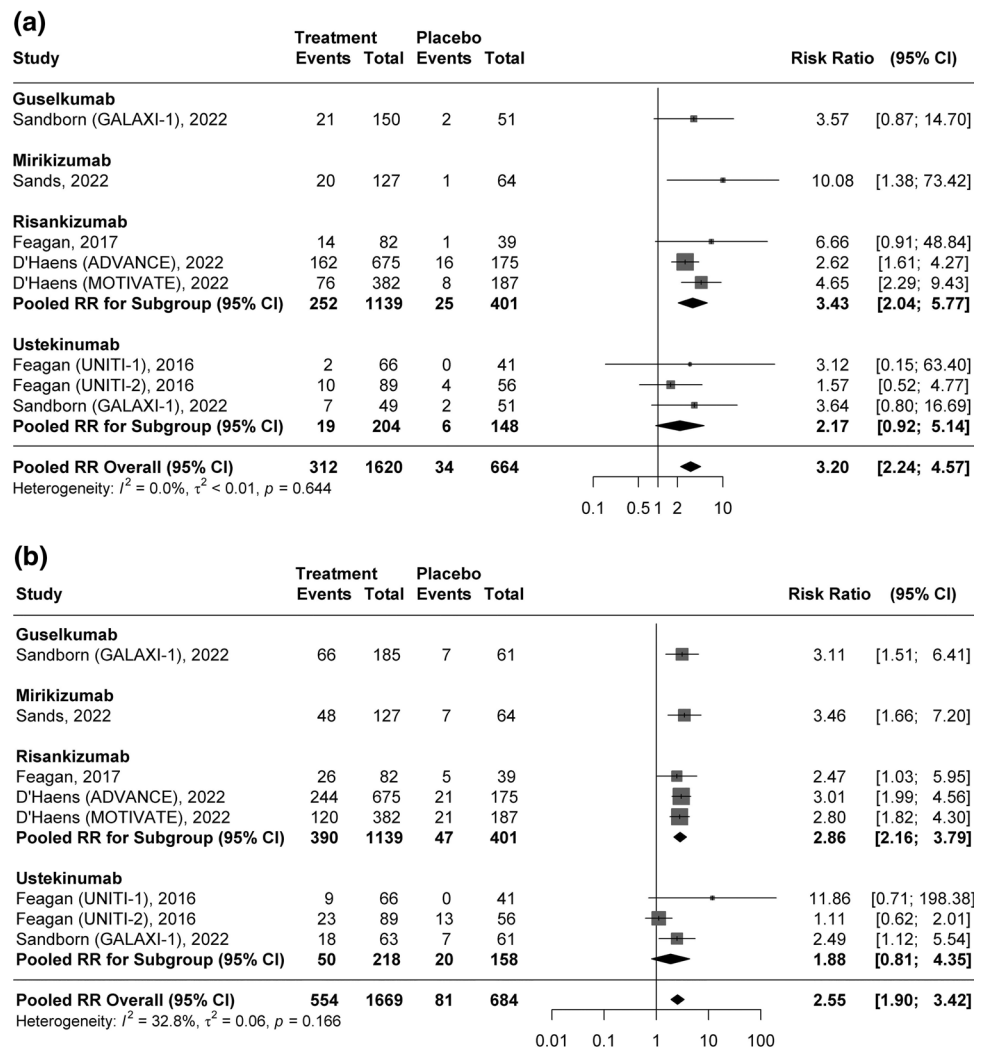 (a)
Treatment Placebo
Study Events Total Events Total Risk Ratio (95% CI)
Guselkumab
Sandborn (GALAXI-1), 2022 21 150 2 51 3.57 [0.87; 14.70]
Mirikizumab
Sands, 2022 20 127 1 64 10.08 [1.38; 73.42]
Risankizumab
Feagan, 2017 14 82 1 39 6.66 [0.91; 48.84]
D'Haens (ADVANCE), 2022 162 675 16 175 2.62 [1.61; 4.27]
D'Haens (MOTIVATE), 2022 76 382 8 187 4.65 [2.29; 9.43]
Pooled RR for Subgroup (95% CI) 252 1139 25 401 3.43 [2.04; 5.77]
Ustekinumab
Feagan (UNITI-1), 2016 2 66 0 41 3.12 [0.15; 63.40]
Feagan (UNITI-2), 2016 10 89 4 56 1.57 [0.52; 4.77]
Sandborn (GALAXI-1), 2022 7 49 2 51 3.64 [0.80; 16.69]
Pooled RR for Subgroup (95% CI) 19 204 6 148 2.17 [0.92; 5.14]
Pooled RR Overall (95% CI) 312 1620 34 664 3.20 [2.24; 4.57]
Heterogeneity: I² = 0.0%, τ² < 0.01, p = 0.644
0.1 0.5 1 2 10
(b)
Treatment Placebo
Study Events Total Events Total Risk Ratio (95% CI)
Guselkumab
Sandborn (GALAXI-1), 2022 66 185 7 61 3.11 [1.51; 6.41]
Mirikizumab
Sands, 2022 48 127 7 64 3.46 [1.66; 7.20]
Risankizumab
Feagan, 2017 26 82 5 39 2.47 [1.03; 5.95]
D'Haens (ADVANCE), 2022 244 675 21 175 3.01 [1.99; 4.56]
D'Haens (MOTIVATE), 2022 120 382 21 187 2.80 [1.82; 4.30]
Pooled RR for Subgroup (95% CI) 390 1139 47 401 2.86 [2.16; 3.79]
Ustekinumab
Feagan (UNITI-1), 2016 9 66 0 41 11.86 [0.71; 198.38]
Feagan (UNITI-2), 2016 23 89 13 56 1.11 [0.62; 2.01]
Sandborn (GALAXI-1), 2022 18 63 7 61 2.49 [1.12; 5.54]
Pooled RR for Subgroup (95% CI) 50 218 20 158 1.88 [0.81; 4.35]
Pooled RR Overall (95% CI) 554 1669 81 684 2.55 [1.90; 3.42]
Heterogeneity: I² = 32.8%, τ² = 0.06, p = 0.166
0.01 0.1 1 10 100